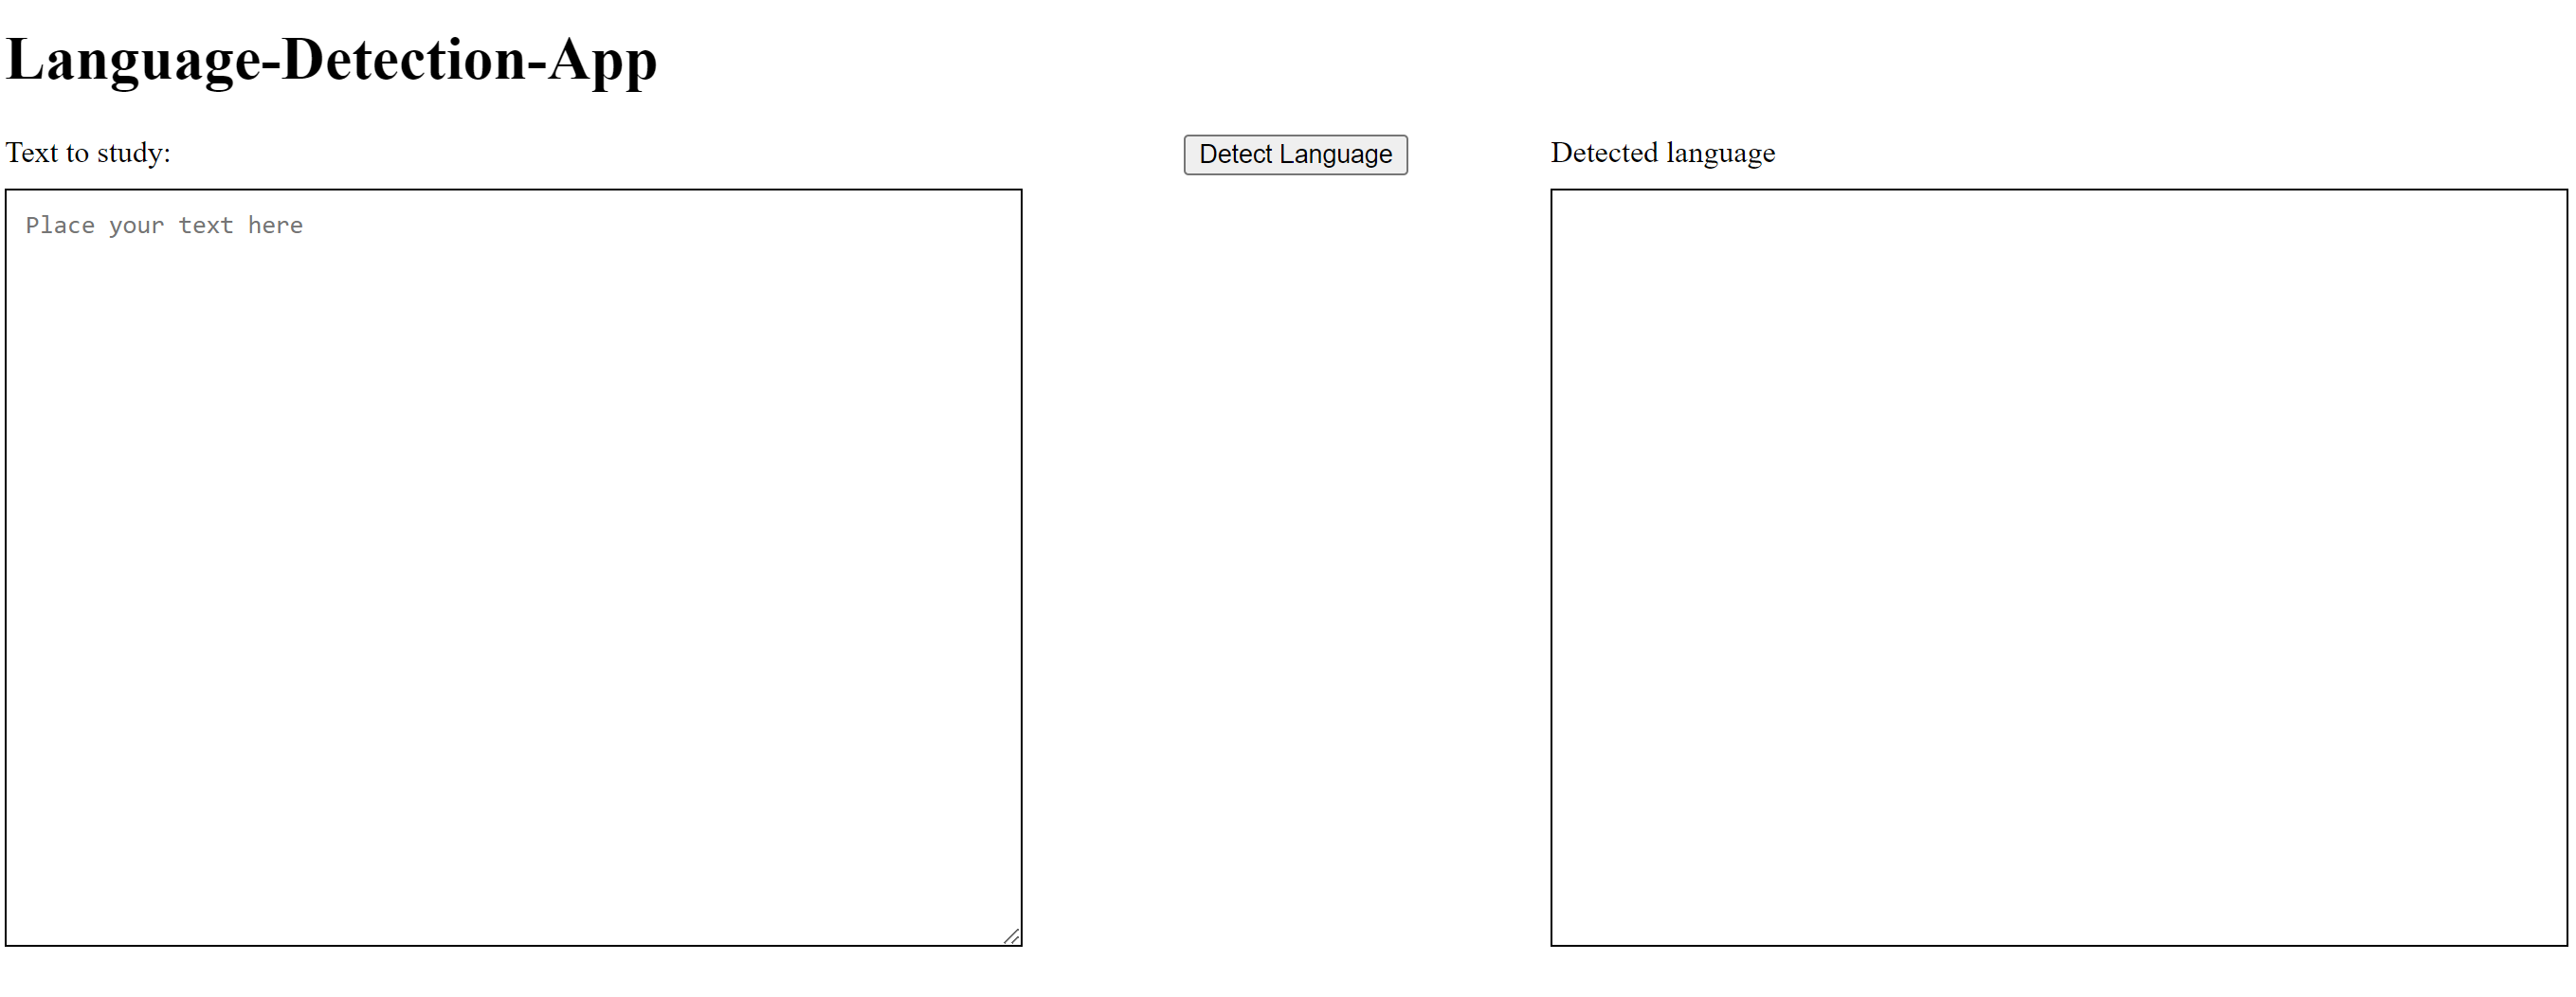 Language-Detection-App
Text to study:
Detect Language
Detected language
Place your text here